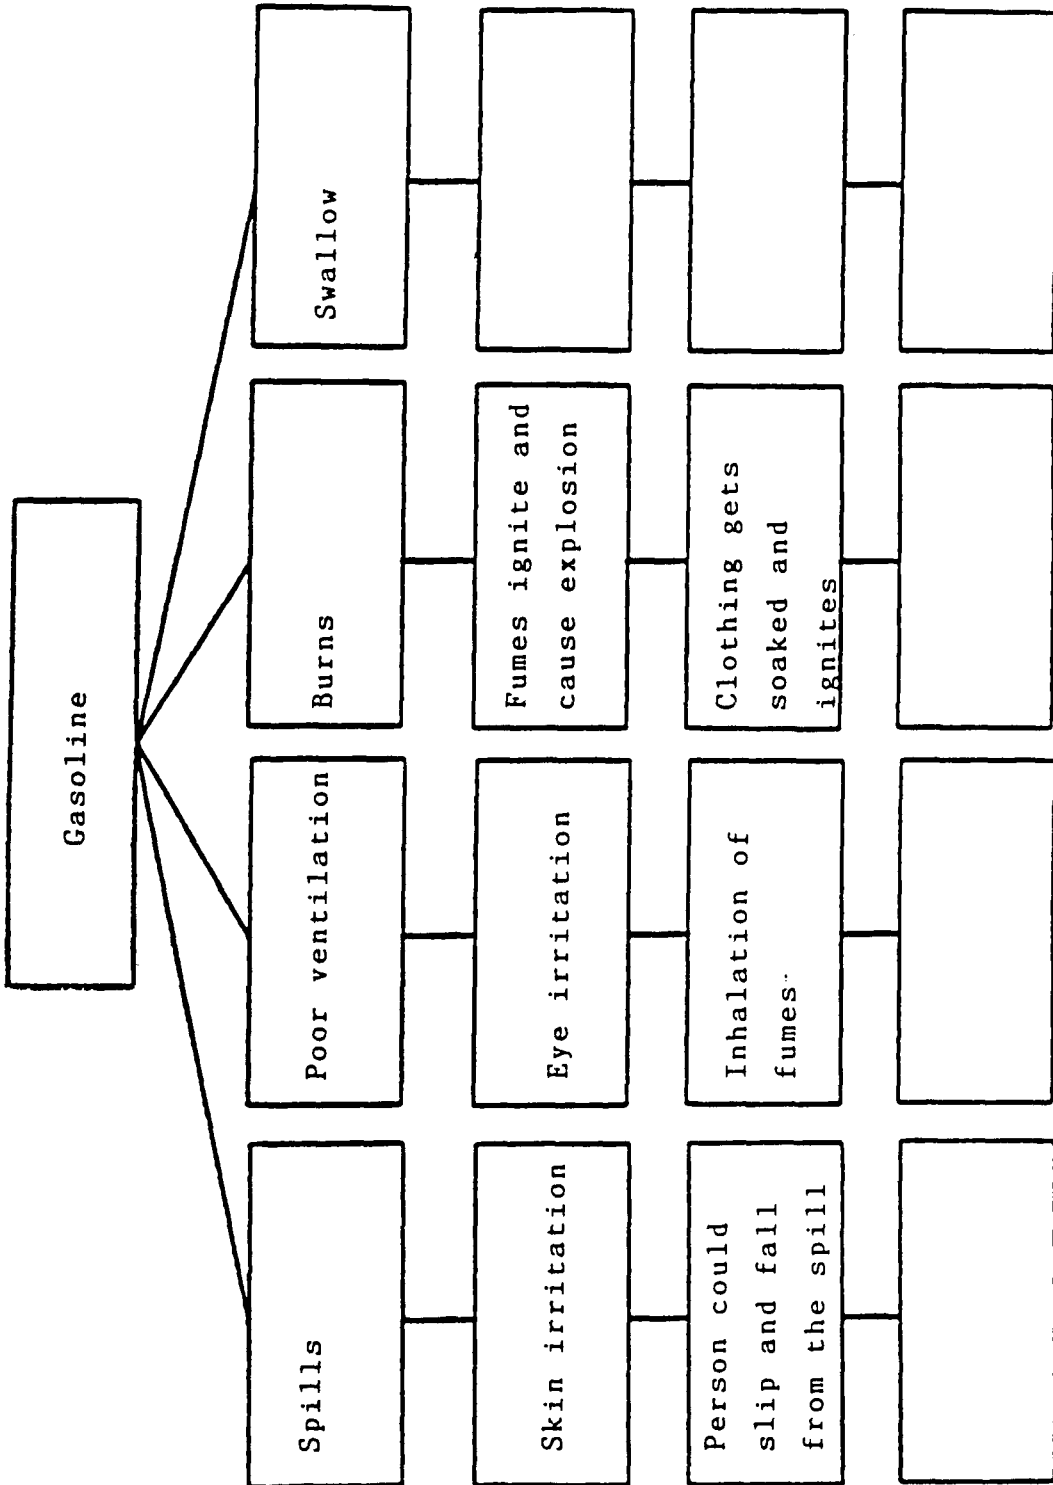 Gasoline
Spills
Poor ventilation
Burns
Swallow
Skin irritation
Eye irritation
Fumes ignite and
cause explosion
Person could
slip and fall
from the spill
Inhalation of
fumes
Clothing gets
soaked and
ignites